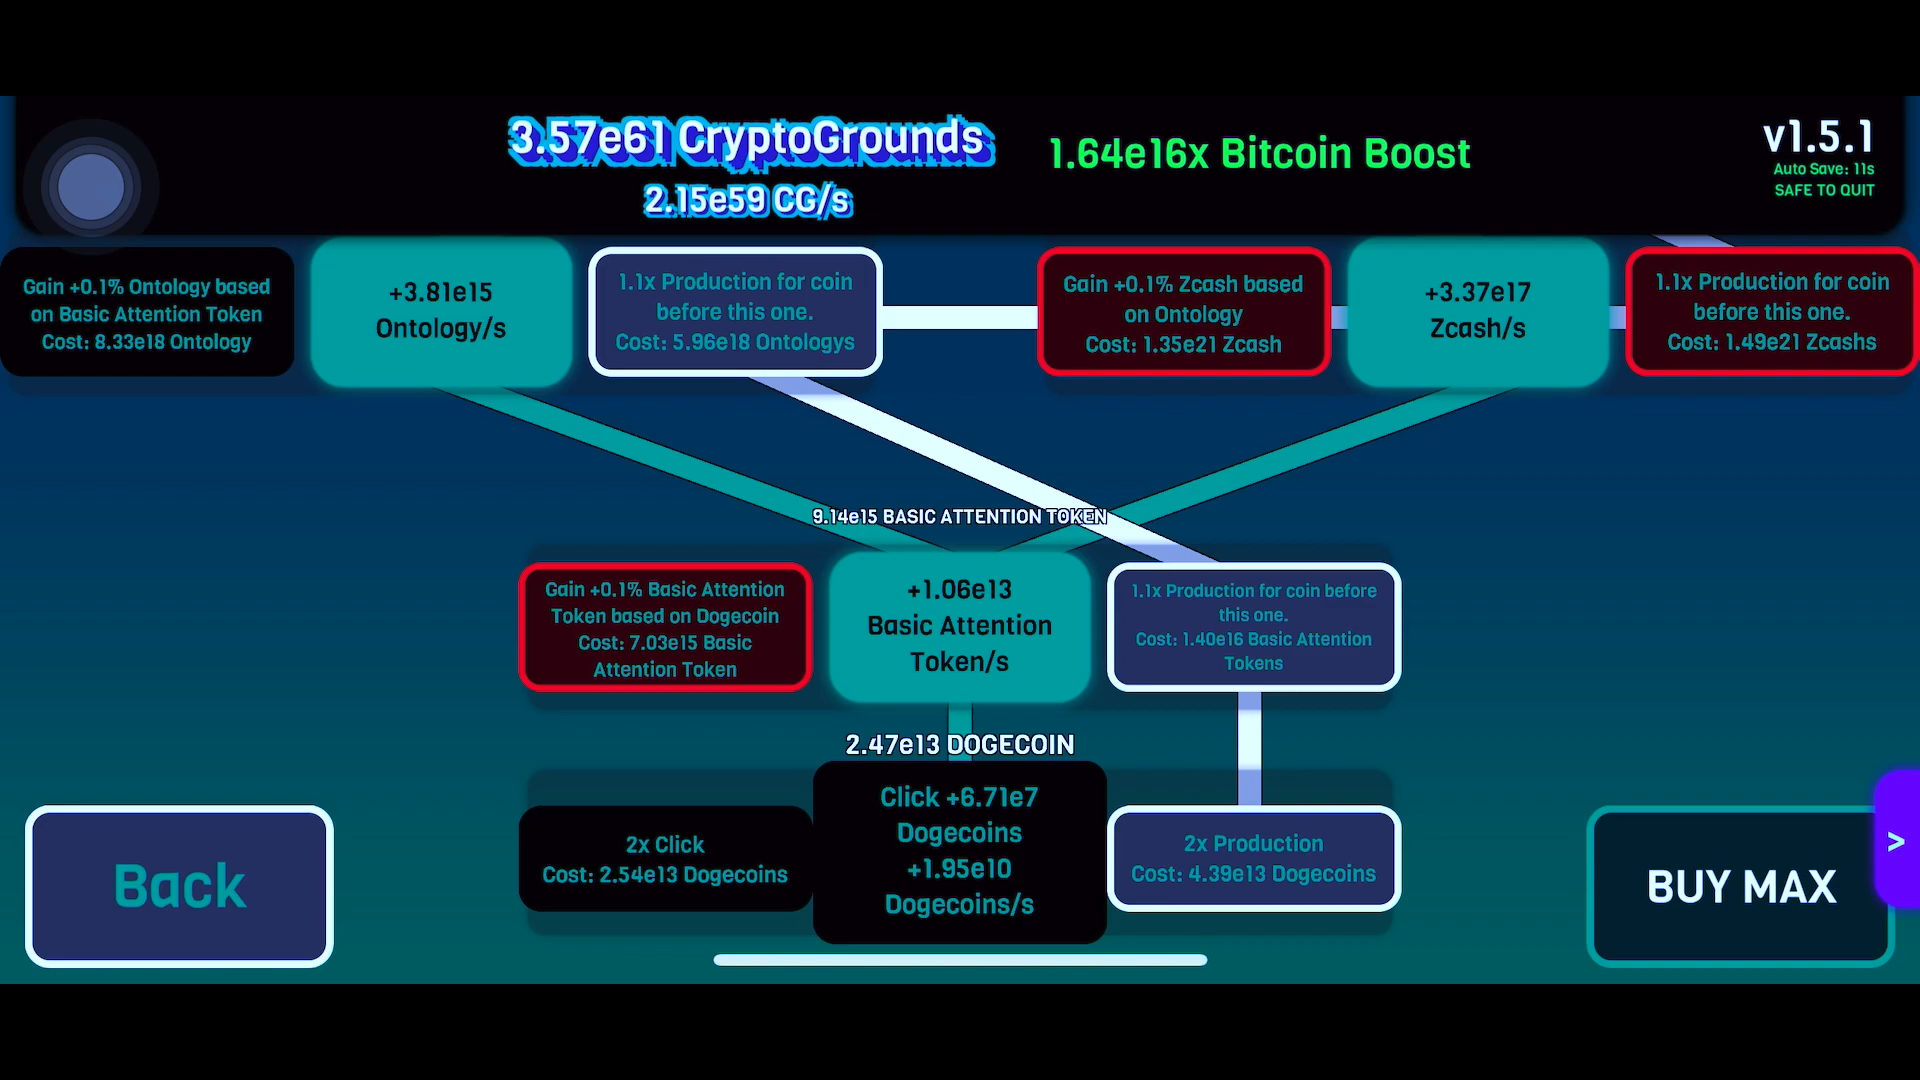 3.57e61 CryptoGrounds
2.15e59 CG/s
1.64e16x Bitcoin Boost
v1.5.1
Auto Save: 11s
SAFE TO QUIT
Gain +0.1% Ontology based
on Basic Attention Token
Cost: 8.33e18 Ontology
+3.81e15
Ontology/s
1.1x Production for coin
before this one.
Cost: 5.96e18 Ontologys
Gain +0.1% Zcash based
on Ontology
Cost: 1.35e21 Zcash
+3.37e17
Zcash/s
1.1x Production for coin
before this one.
Cost: 1.49e21 Zcashs
9.14e15 BASIC ATTENTION TOKEN
Gain +0.1% Basic Attention
Token based on Dogecoin
Cost: 7.03e15 Basic
Attention Token
+1.06e13
Basic Attention
Token/s
1.1x Production for coin before
this one.
Cost: 1.40e16 Basic Attention
Tokens
2.47e13 DOGECOIN
2x Click
Cost: 2.54e13 Dogecoins
Click +6.71e7
Dogecoins
+1.95e10
Dogecoins/s
2x Production
Cost: 4.39e13 Dogecoins
Back
BUY MAX
>